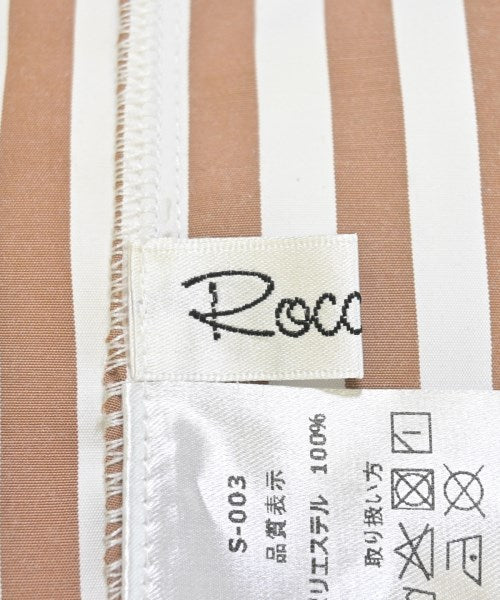 Roco
S-003
品質表示
リエステル 100%
取り扱い方